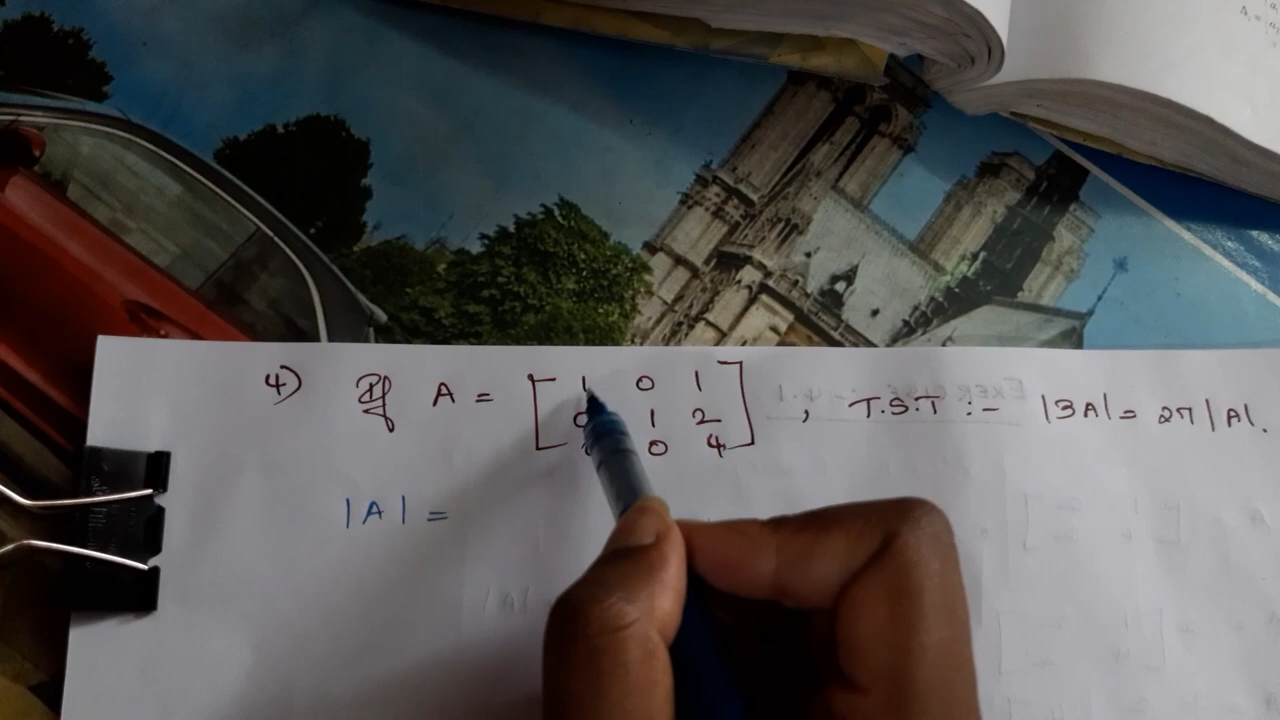 4) If A = [ 1 0 1 , T.S.T :- |3A| = 27 |A|.
0 1 2
0 4 ]
|A| =